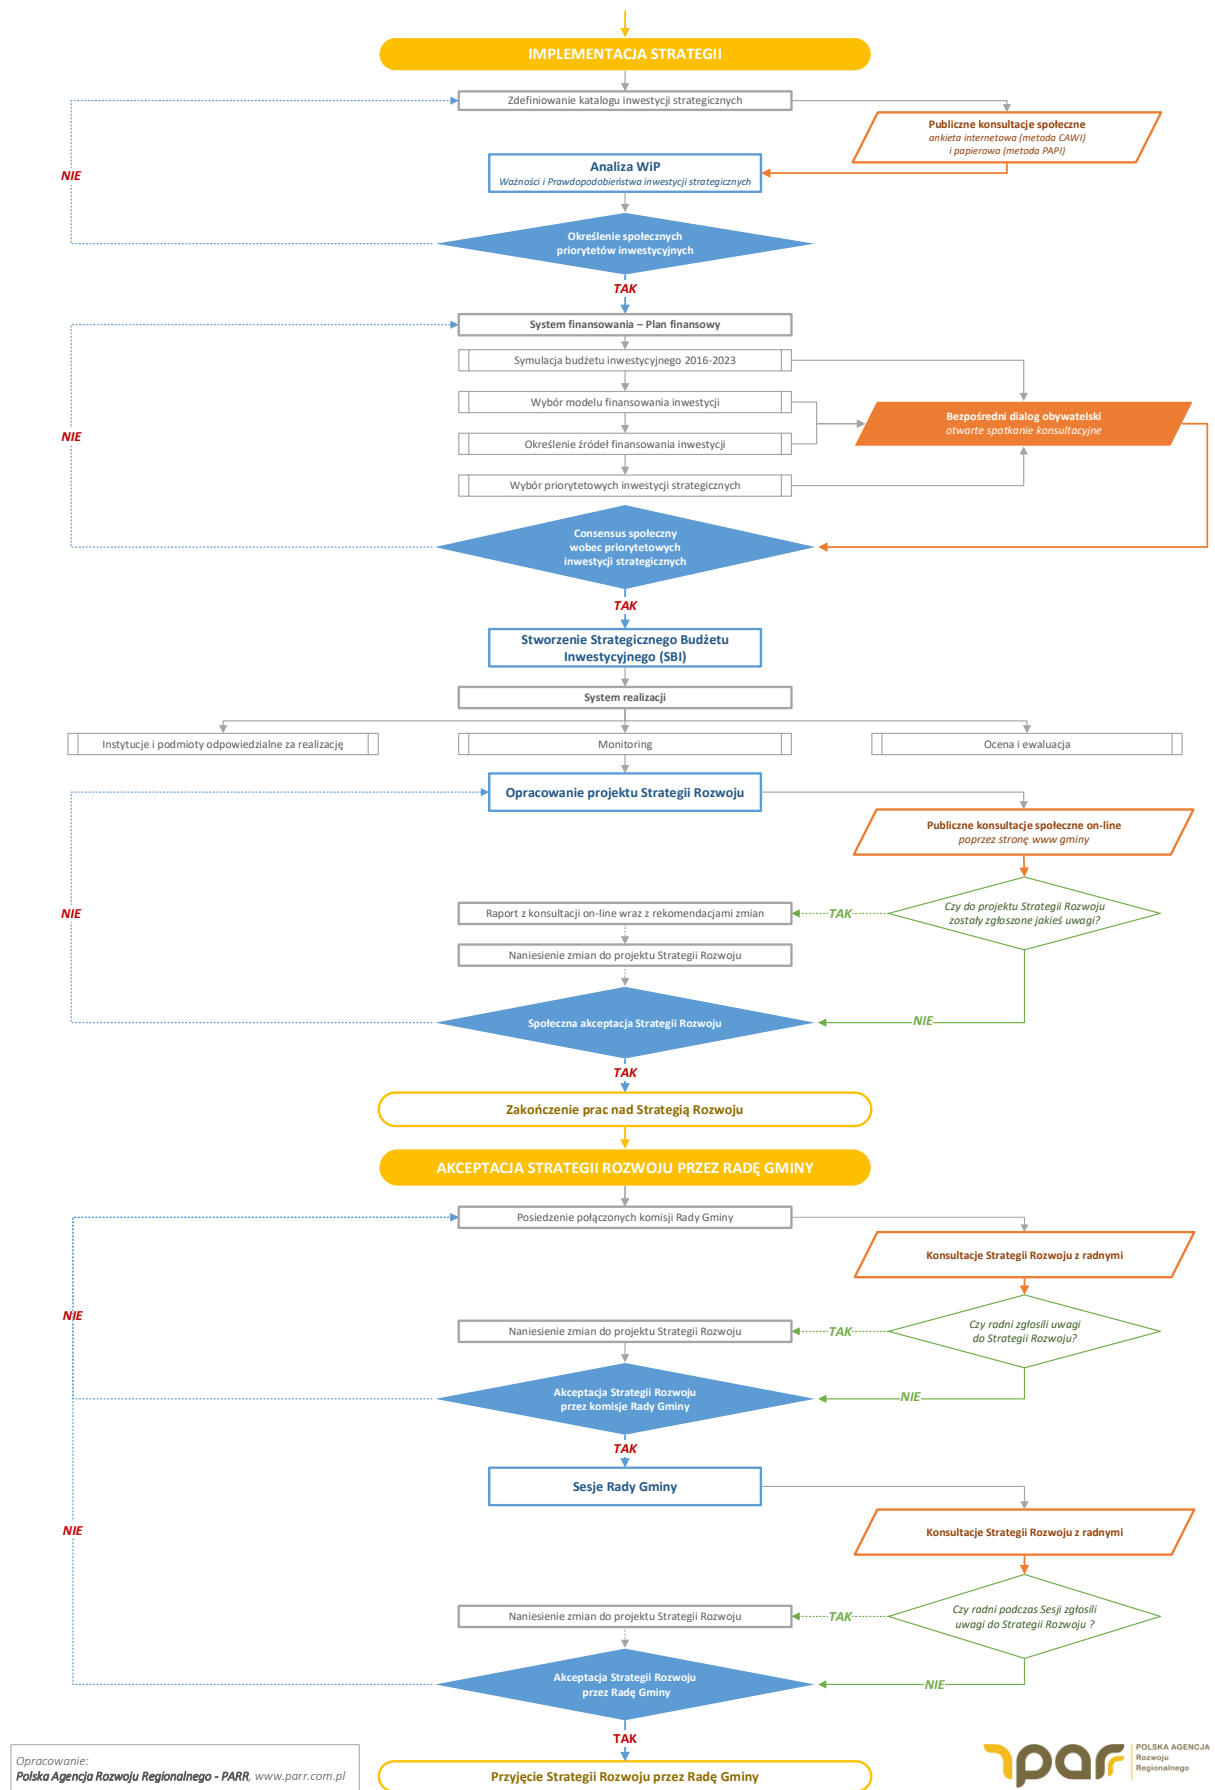 IMPLEMENTACJA STRATEGII
Zdefiniowanie katalogu inwestycji strategicznych
Publiczne konsultacje społeczne
ankieta internetowa (metoda CAWI)
i papierowa (metoda PAPI)
Analiza WiP
Ważności i Prawdopodobieństwa inwestycji strategicznych
NIE
Określenie społecznych
priorytetów inwestycyjnych
TAK
System finansowania – Plan finansowy
Symulacja budżetu inwestycyjnego 2016-2023
Wybór modelu finansowania inwestycji
Bezpośredni dialog obywatelski
otwarte spotkanie konsultacyjne
NIE
Określenie źródeł finansowania inwestycji
Wybór priorytetowych inwestycji strategicznych
Consensus społeczny
wobec priorytetowych
inwestycji strategicznych
TAK
Stworzenie Strategicznego Budżetu
Inwestycyjnego (SBI)
System realizacji
Instytucje i podmioty odpowiedzialne za realizację
Monitoring
Ocena i ewaluacja
Opracowanie projektu Strategii Rozwoju
Publiczne konsultacje społeczne on-line
poprzez stronę www gminy
NIE
Raport z konsultacji on-line wraz z rekomendacjami zmian
TAK
Czy do projektu Strategii Rozwoju
zostały zgłoszone jakieś uwagi?
Naniesienie zmian do projektu Strategii Rozwoju
Społeczna akceptacja Strategii Rozwoju
NIE
TAK
Zakończenie prac nad Strategią Rozwoju
AKCEPTACJA STRATEGII ROZWOJU PRZEZ RADĘ GMINY
Posiedzenie połączonych komisji Rady Gminy
Konsultacje Strategii Rozwoju z radnymi
NIE
Naniesienie zmian do projektu Strategii Rozwoju
TAK
Czy radni zgłosili uwagi
do Strategii Rozwoju?
Akceptacja Strategii Rozwoju
przez komisje Rady Gminy
NIE
TAK
Sesje Rady Gminy
NIE
Konsultacje Strategii Rozwoju z radnymi
Naniesienie zmian do projektu Strategii Rozwoju
TAK
Czy radni podczas Sesji zgłosili
uwagi do Strategii Rozwoju ?
Akceptacja Strategii Rozwoju
przez Radę Gminy
NIE
TAK
Przyjęcie Strategii Rozwoju przez Radę Gminy
Opracowanie:
Polska Agencja Rozwoju Regionalnego - PARR, www.parr.com.pl
parr
POLSKA AGENCJA
Rozwoju
Regionalnego